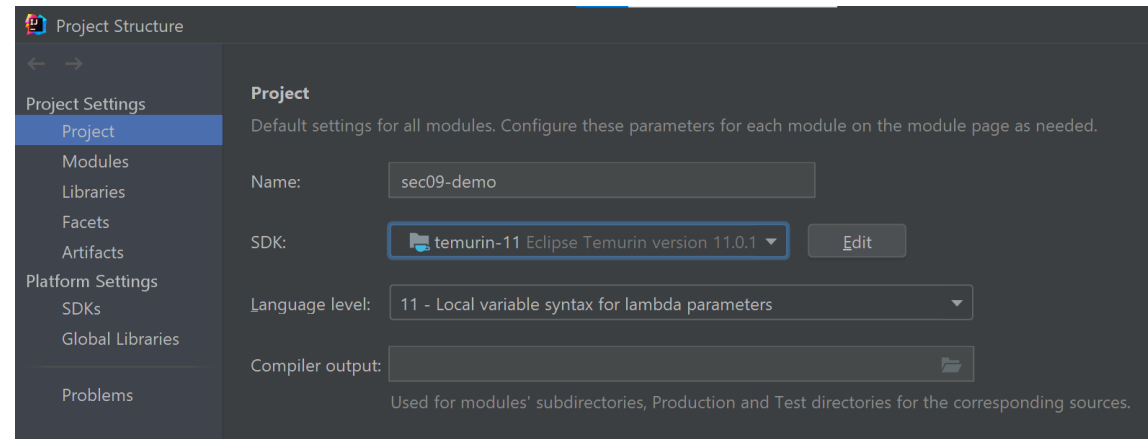 Project Structure
Project Settings
Project
Modules
Libraries
Facets
Artifacts
Platform Settings
SDKs
Global Libraries
Problems
Project
Default settings for all modules. Configure these parameters for each module on the module page as needed.
Name: sec09-demo
SDK: temurin-11 Eclipse Temurin version 11.0.1 Edit
Language level: 11 - Local variable syntax for lambda parameters
Compiler output:
Used for modules' subdirectories, Production and Test directories for the corresponding sources.